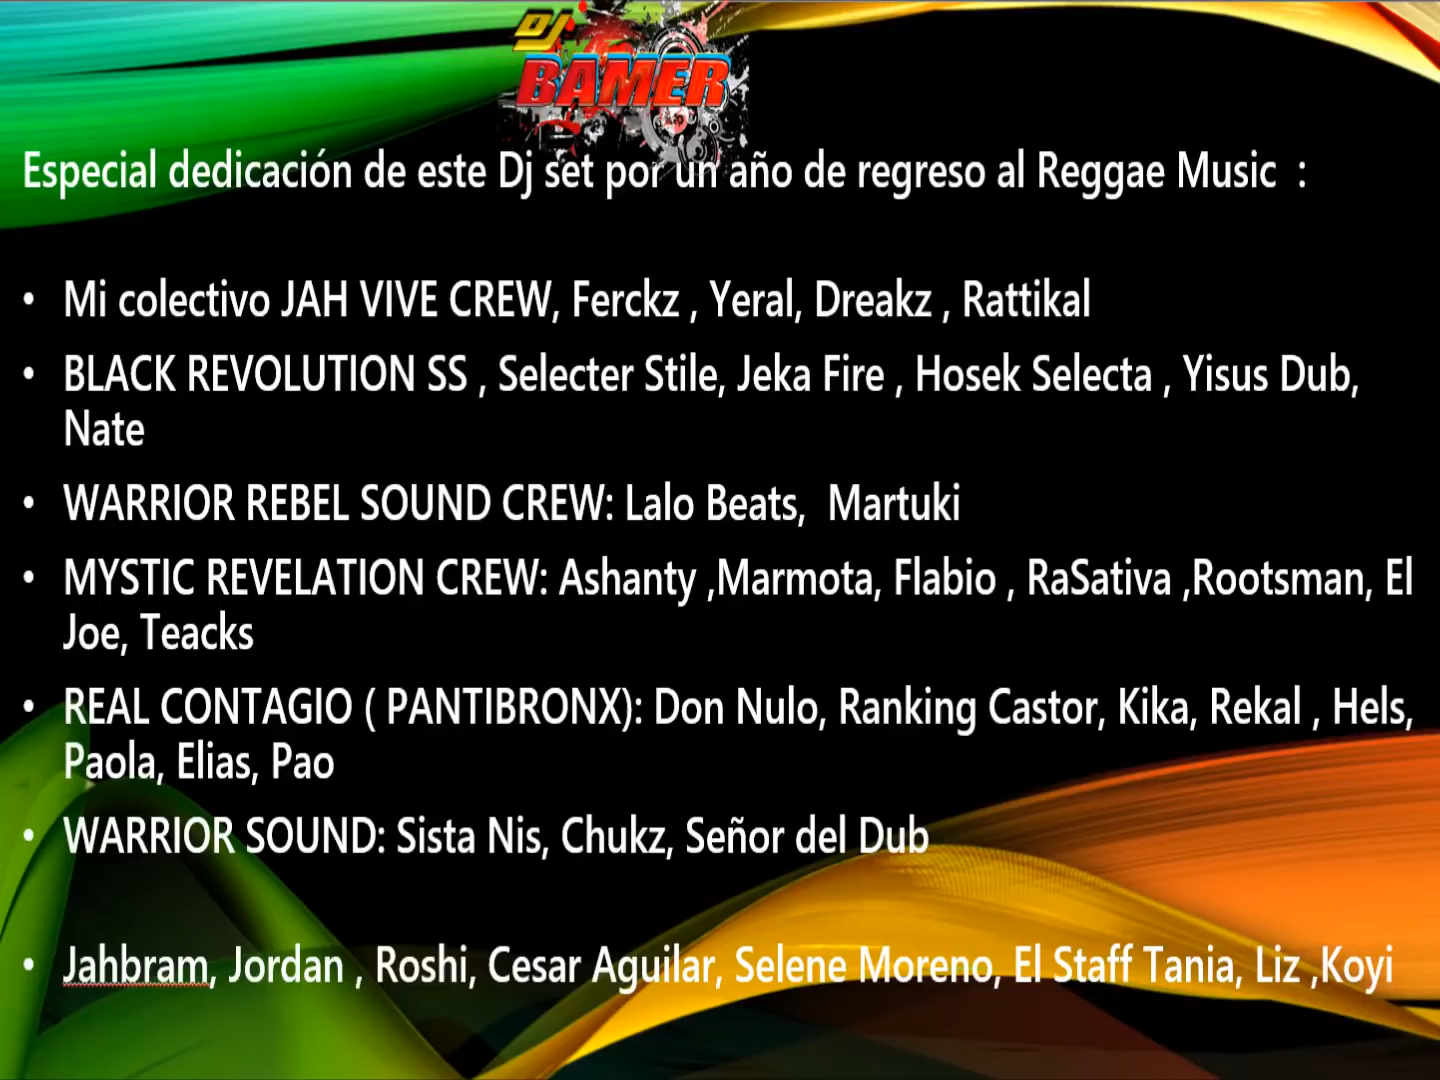 DJ
BAMER
Especial dedicación de este Dj set por un año de regreso al Reggae Music  :
• Mi colectivo JAH VIVE CREW, Ferckz , Yeral, Dreakz , Rattikal
• BLACK REVOLUTION SS , Selecter Stile, Jeka Fire , Hosek Selecta , Yisus Dub,
Nate
• WARRIOR REBEL SOUND CREW: Lalo Beats,  Martuki
• MYSTIC REVELATION CREW: Ashanty ,Marmota, Flabio , RaSativa ,Rootsman, El
Joe, Teacks
• REAL CONTAGIO ( PANTIBRONX): Don Nulo, Ranking Castor, Kika, Rekal , Hels,
Paola, Elias, Pao
• WARRIOR SOUND: Sista Nis, Chukz, Señor del Dub
• Jahbram, Jordan , Roshi, Cesar Aguilar, Selene Moreno, El Staff Tania, Liz ,Koyi